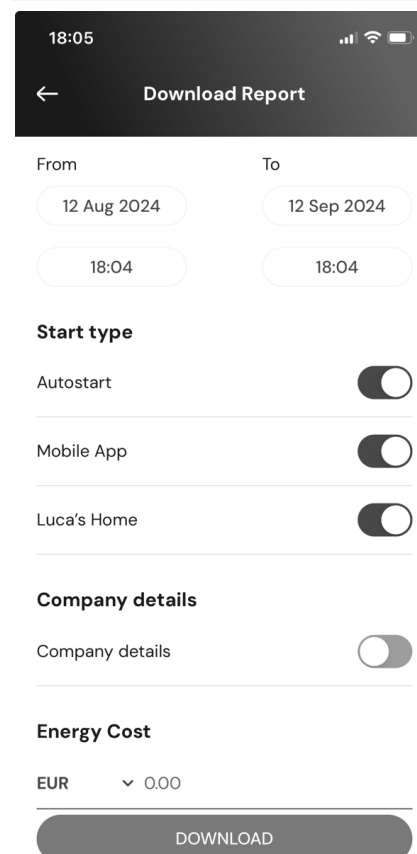 18:05
Download Report
From To
12 Aug 2024 12 Sep 2024
18:04 18:04
Start type
Autostart
Mobile App
Luca’s Home
Company details
Company details
Energy Cost
EUR 0.00
DOWNLOAD